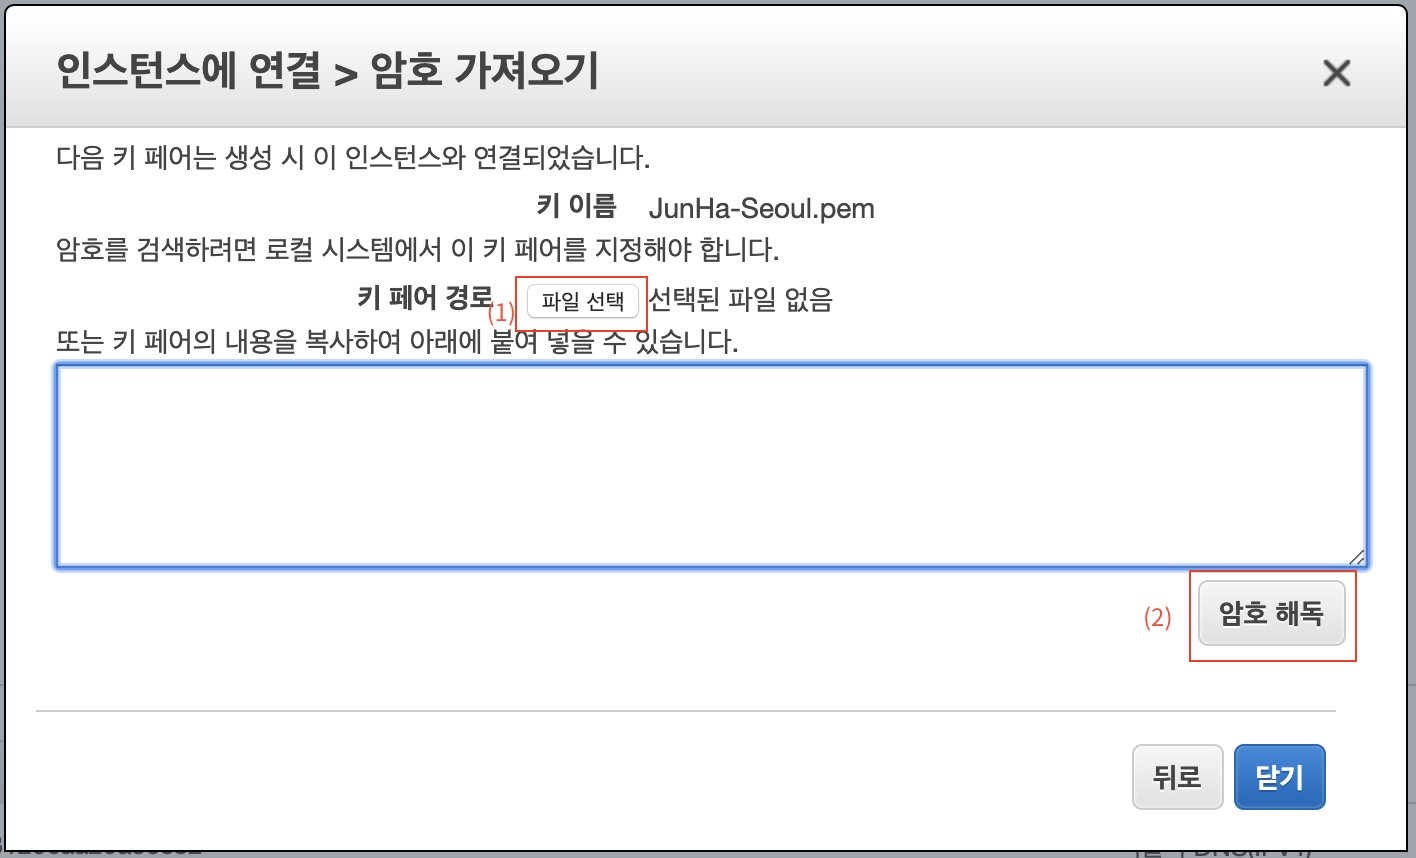 인스턴스에 연결 > 암호 가져오기
다음 키 페어는 생성 시 이 인스턴스와 연결되었습니다.
키 이름 JunHa-Seoul.pem
암호를 검색하려면 로컬 시스템에서 이 키 페어를 지정해야 합니다.
키 페어 경로 (1) 파일 선택 선택된 파일 없음
또는 키 페어의 내용을 복사하여 아래에 붙여 넣을 수 있습니다.
(2) 암호 해독
뒤로 닫기